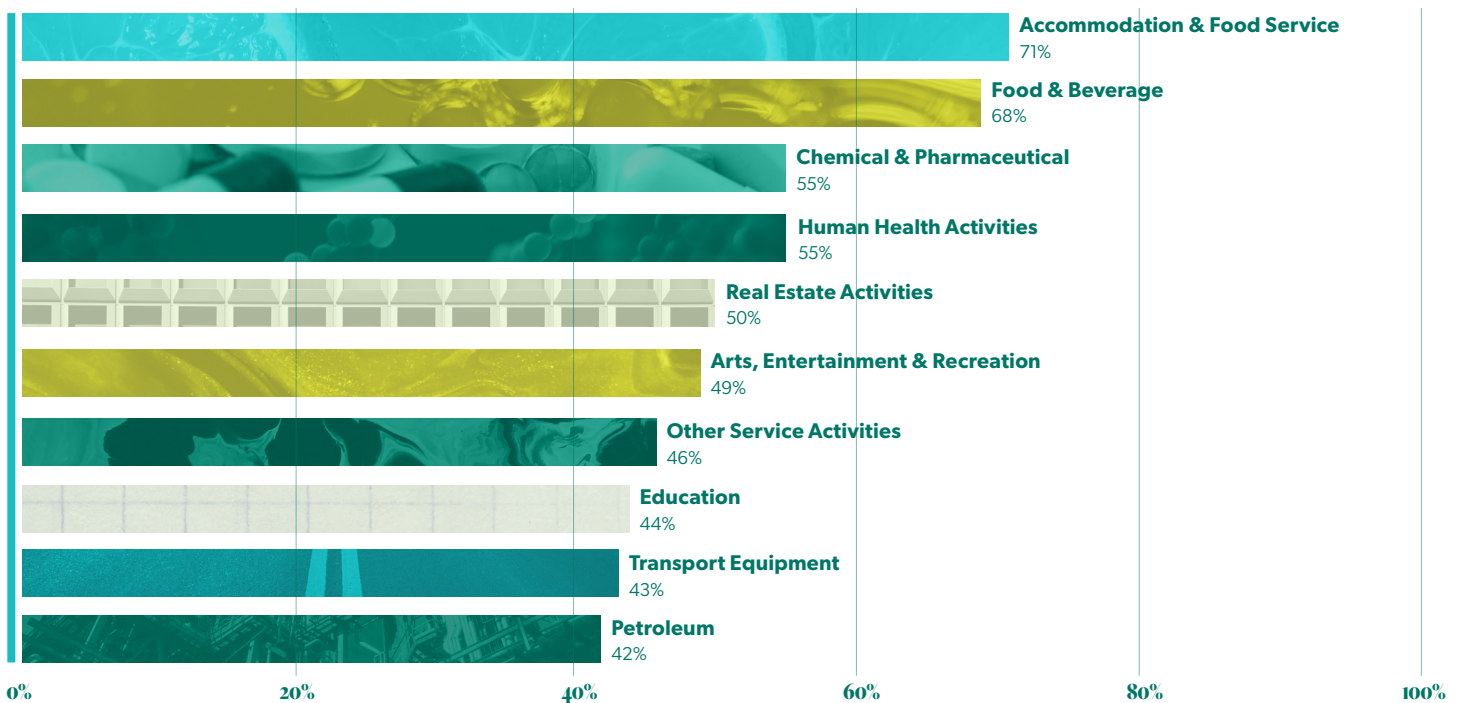 Accommodation & Food Service
71%
Food & Beverage
68%
Chemical & Pharmaceutical
55%
Human Health Activities
55%
Real Estate Activities
50%
Arts, Entertainment & Recreation
49%
Other Service Activities
46%
Education
44%
Transport Equipment
43%
Petroleum
42%
0% 20% 40% 60% 80% 100%